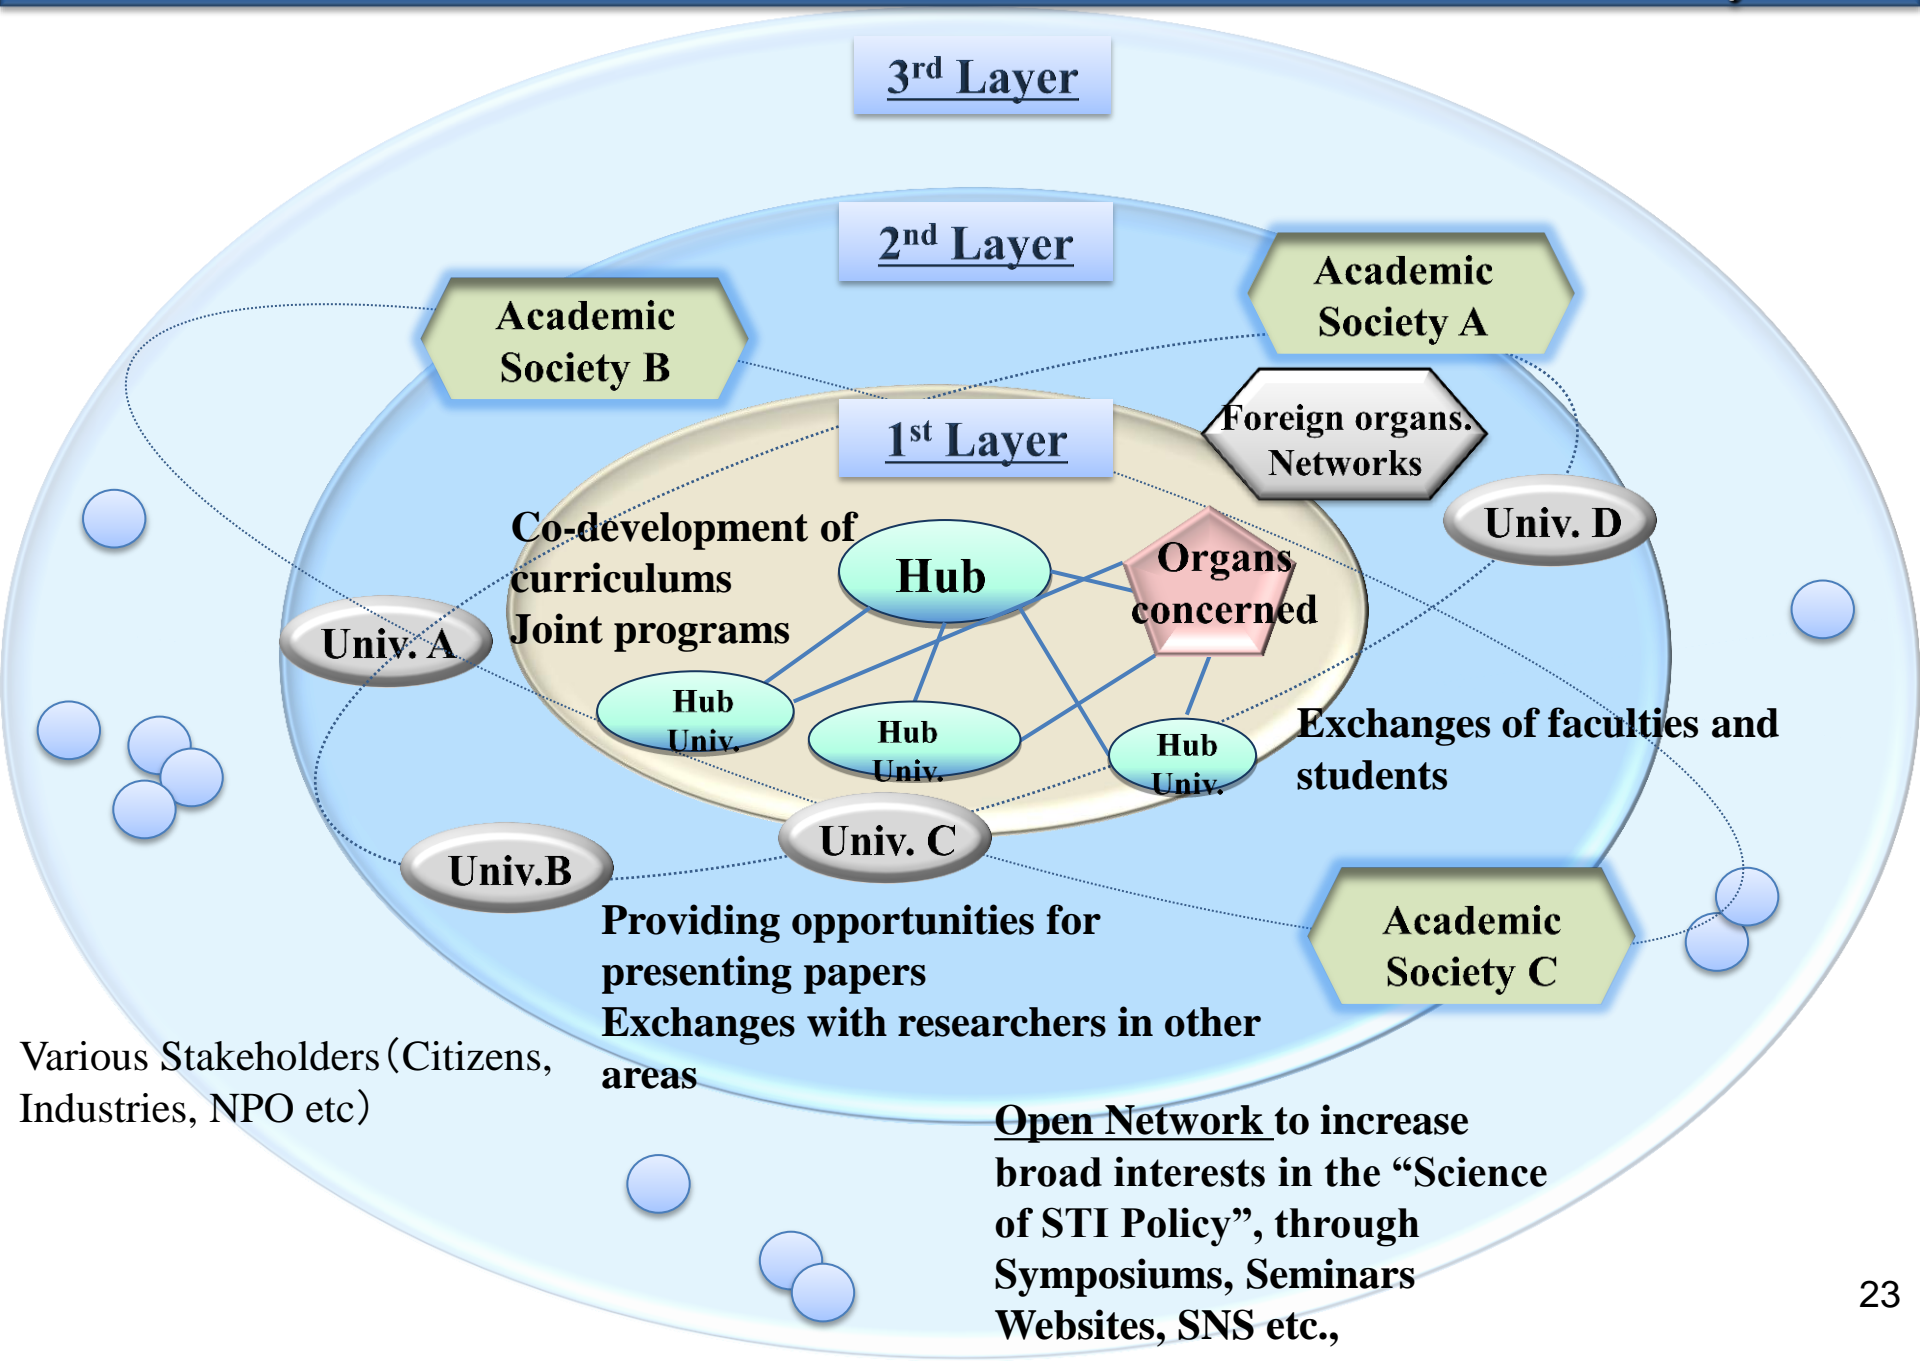 3rd Layer
2nd Layer
Academic
Society A
Academic
Society B
Foreign organs.
Networks
1st Layer
Univ. D
Co-development of
curriculums
Joint programs
Hub
Organs
concerned
Univ. A
Hub
Univ.
Hub
Univ.
Hub
Univ.
Exchanges of faculties and
students
Univ. C
Univ.B
Providing opportunities for
presenting papers
Exchanges with researchers in other
areas
Academic
Society C
Various Stakeholders（Citizens,
Industries, NPO etc）
Open Network to increase
broad interests in the “Science
of STI Policy”, through
Symposiums, Seminars
Websites, SNS etc.,
23